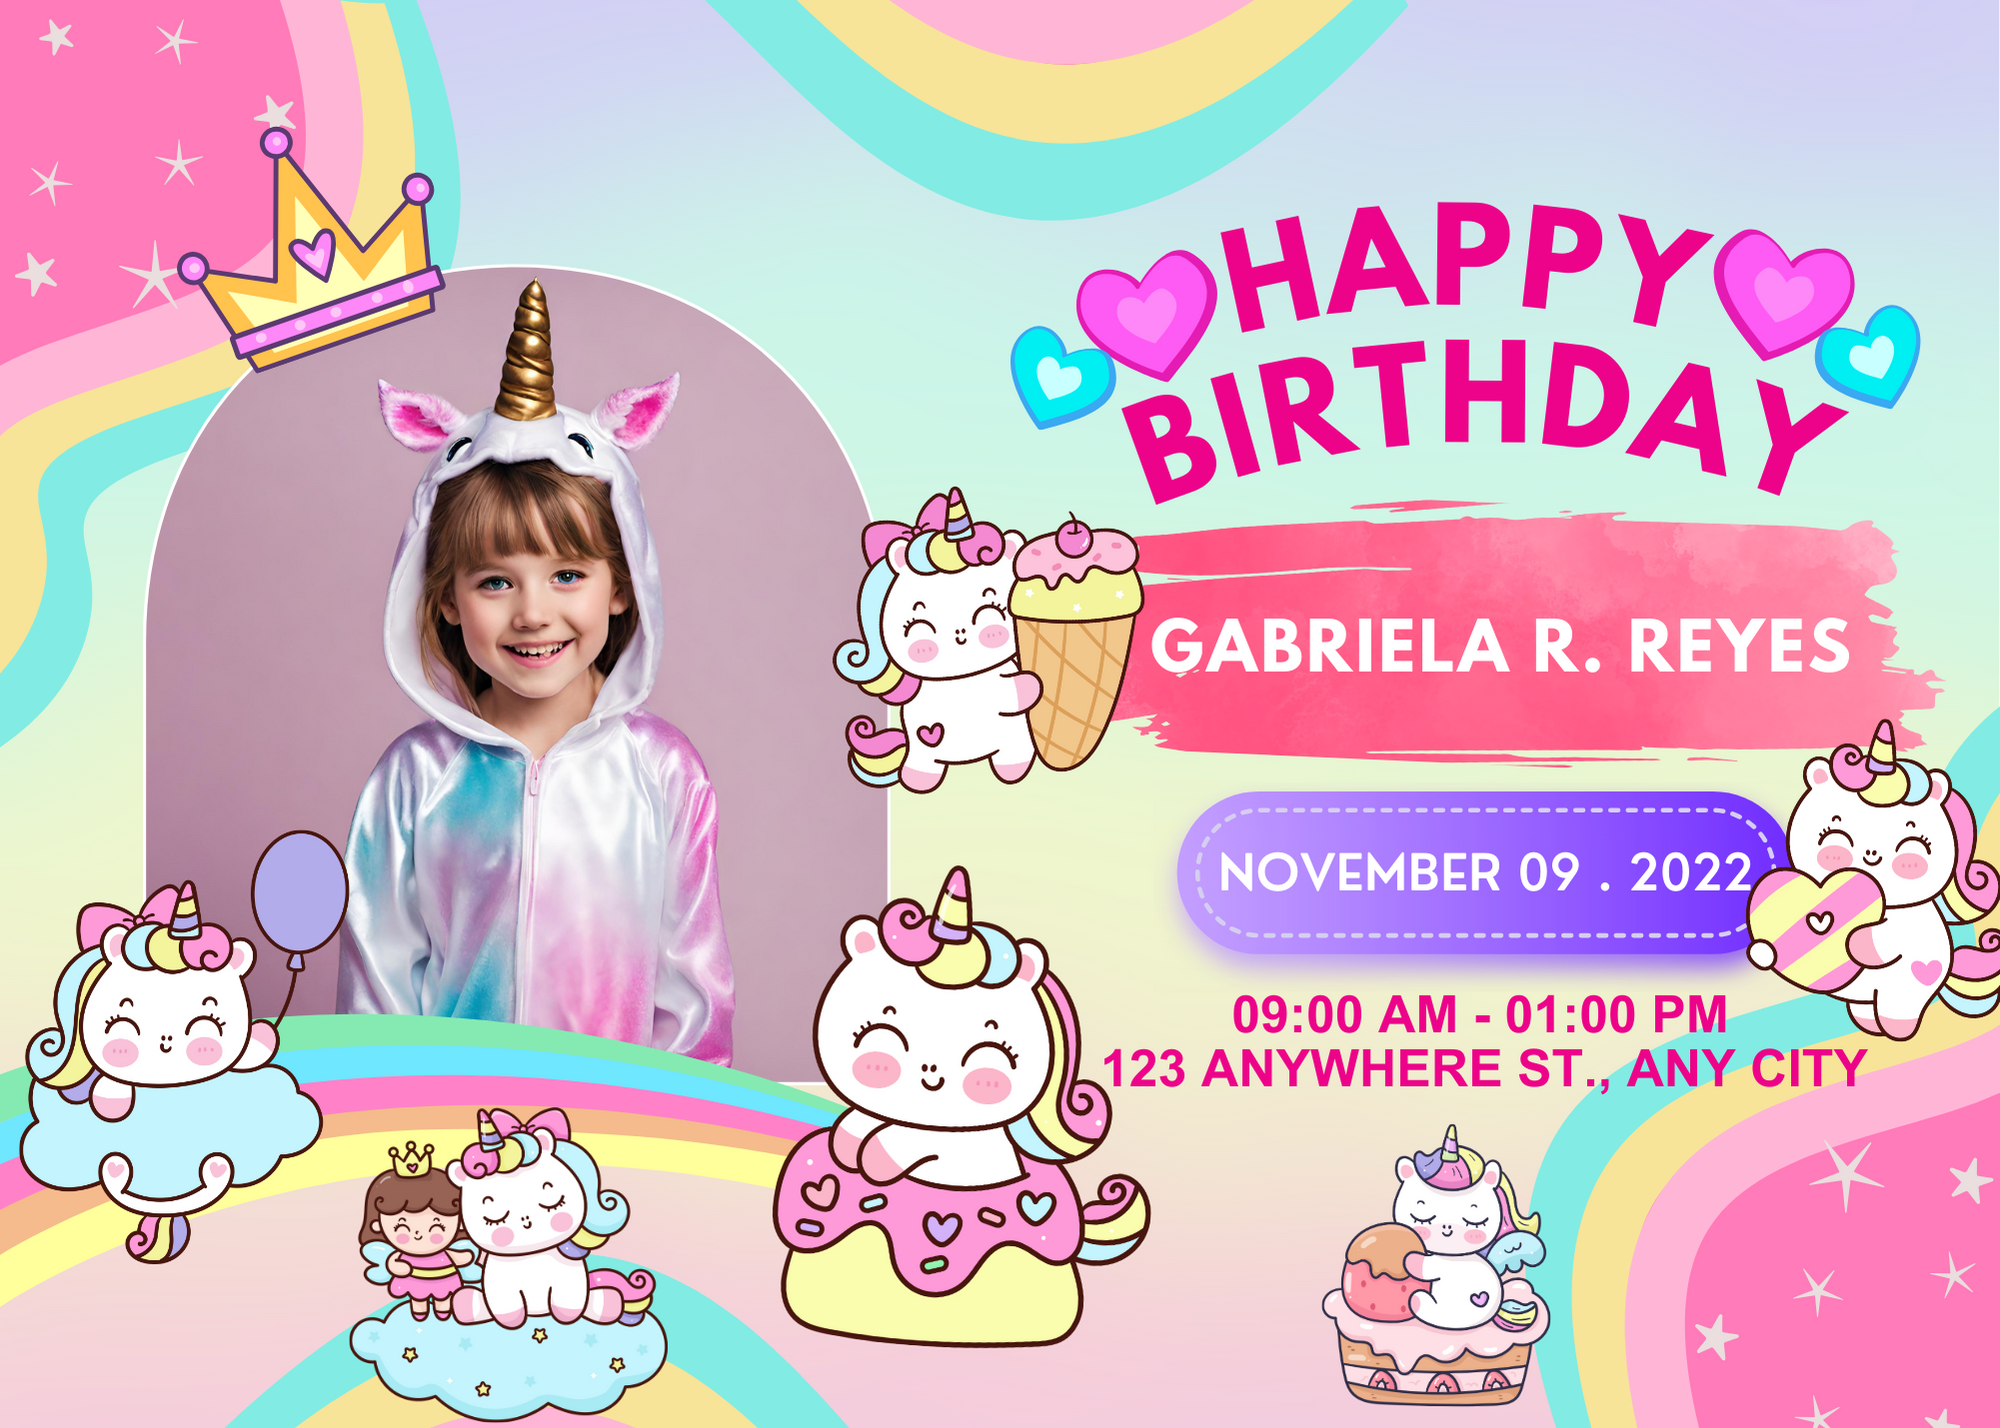 HAPPY
BIRTHDAY
GABRIELA R. REYES
NOVEMBER 09 . 2022
09:00 AM - 01:00 PM
123 ANYWHERE ST., ANY CITY